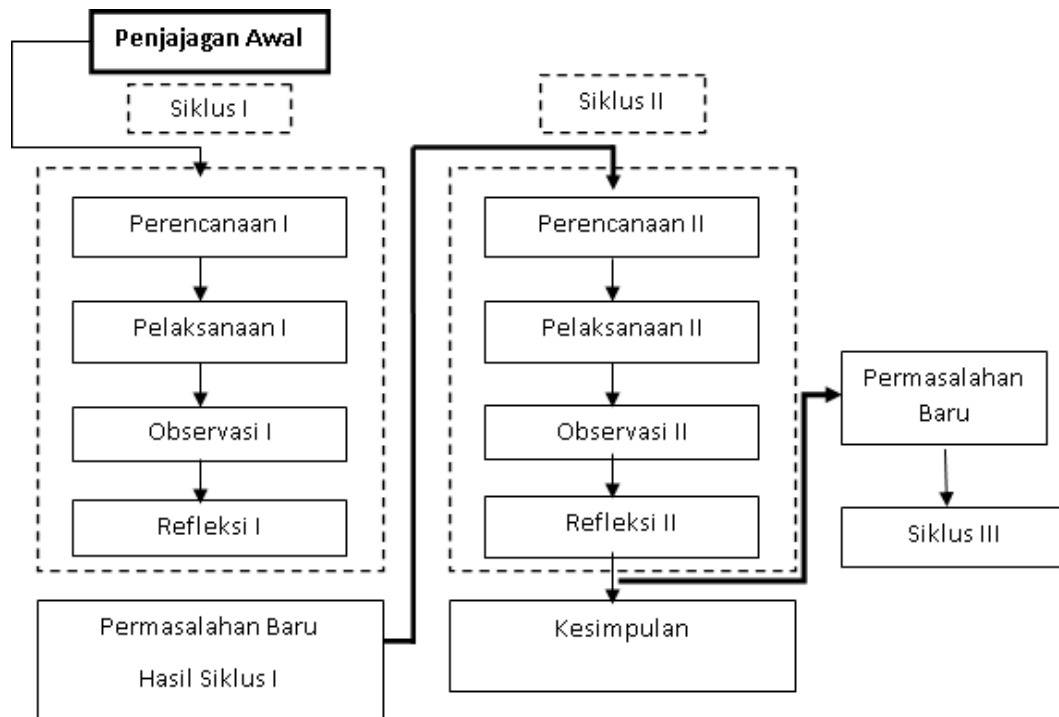 Penjajagan Awal
Siklus I
Perencanaan I
Pelaksanaan I
Observasi I
Refleksi I
Permasalahan Baru
Hasil Siklus I
Siklus II
Perencanaan II
Pelaksanaan II
Observasi II
Refleksi II
Kesimpulan
Permasalahan
Baru
Siklus III